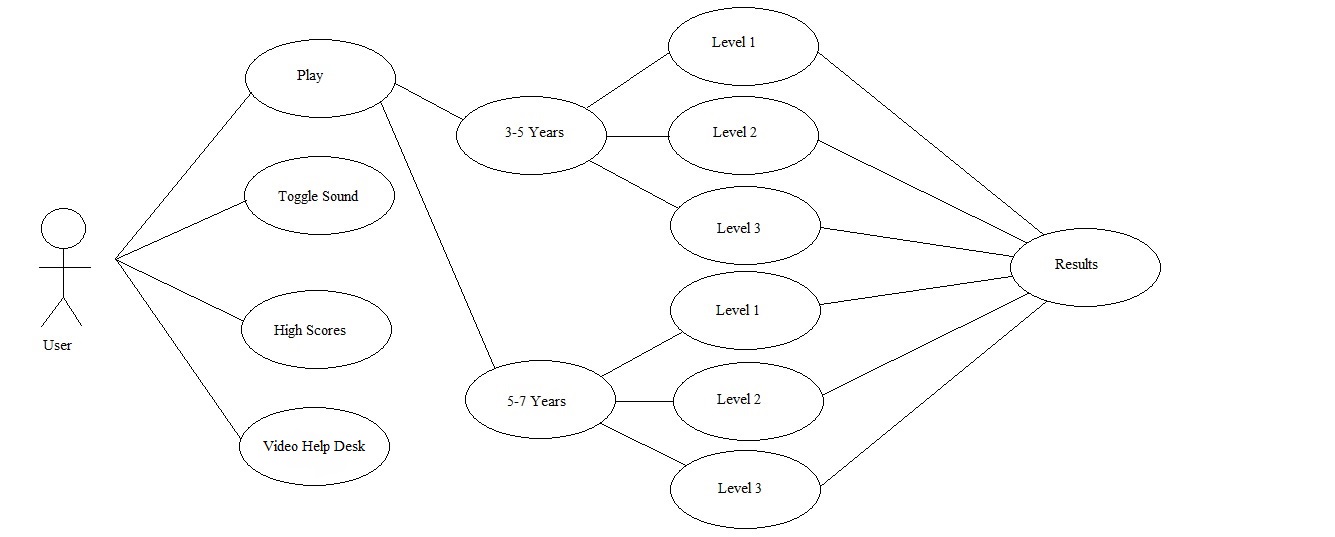 Play
Toggle Sound
High Scores
Video Help Desk
User
3-5 Years
5-7 Years
Level 1
Level 2
Level 3
Level 1
Level 2
Level 3
Results